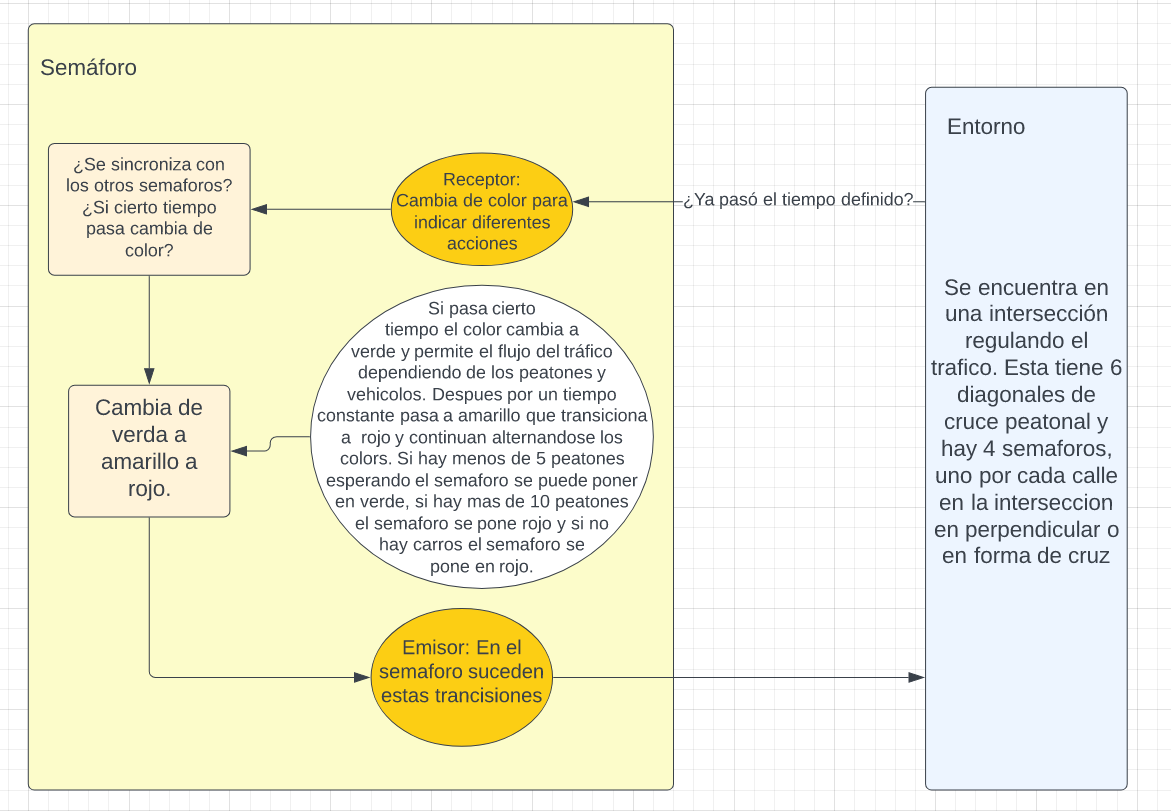 Semáforo
¿Se sincroniza con
los otros semaforos?
¿Si cierto tiempo
pasa cambia de
color?
Receptor:
Cambia de color para
indicar diferentes
acciones
¿Ya pasó el tiempo definido?
Entorno
Se encuentra en
una intersección
regulando el
trafico. Esta tiene 6
diagonales de
cruce peatonal y
hay 4 semaforos,
uno por cada calle
en la interseccion
en perpendicular o
en forma de cruz
Si pasa cierto
tiempo el color cambia a
verde y permite el flujo del tráfico
dependiendo de los peatones y
vehicolos. Despues por un tiempo
constante pasa a amarillo que transiciona
a rojo y continuan alternandose los
colors. Si hay menos de 5 peatones
esperando el semaforo se puede poner
en verde, si hay mas de 10 peatones
el semaforo se pone rojo y si no
hay carros el semaforo se
pone en rojo.
Cambia de
verda a
amarillo a
rojo.
Emisor: En el
semaforo suceden
estas trancisiones